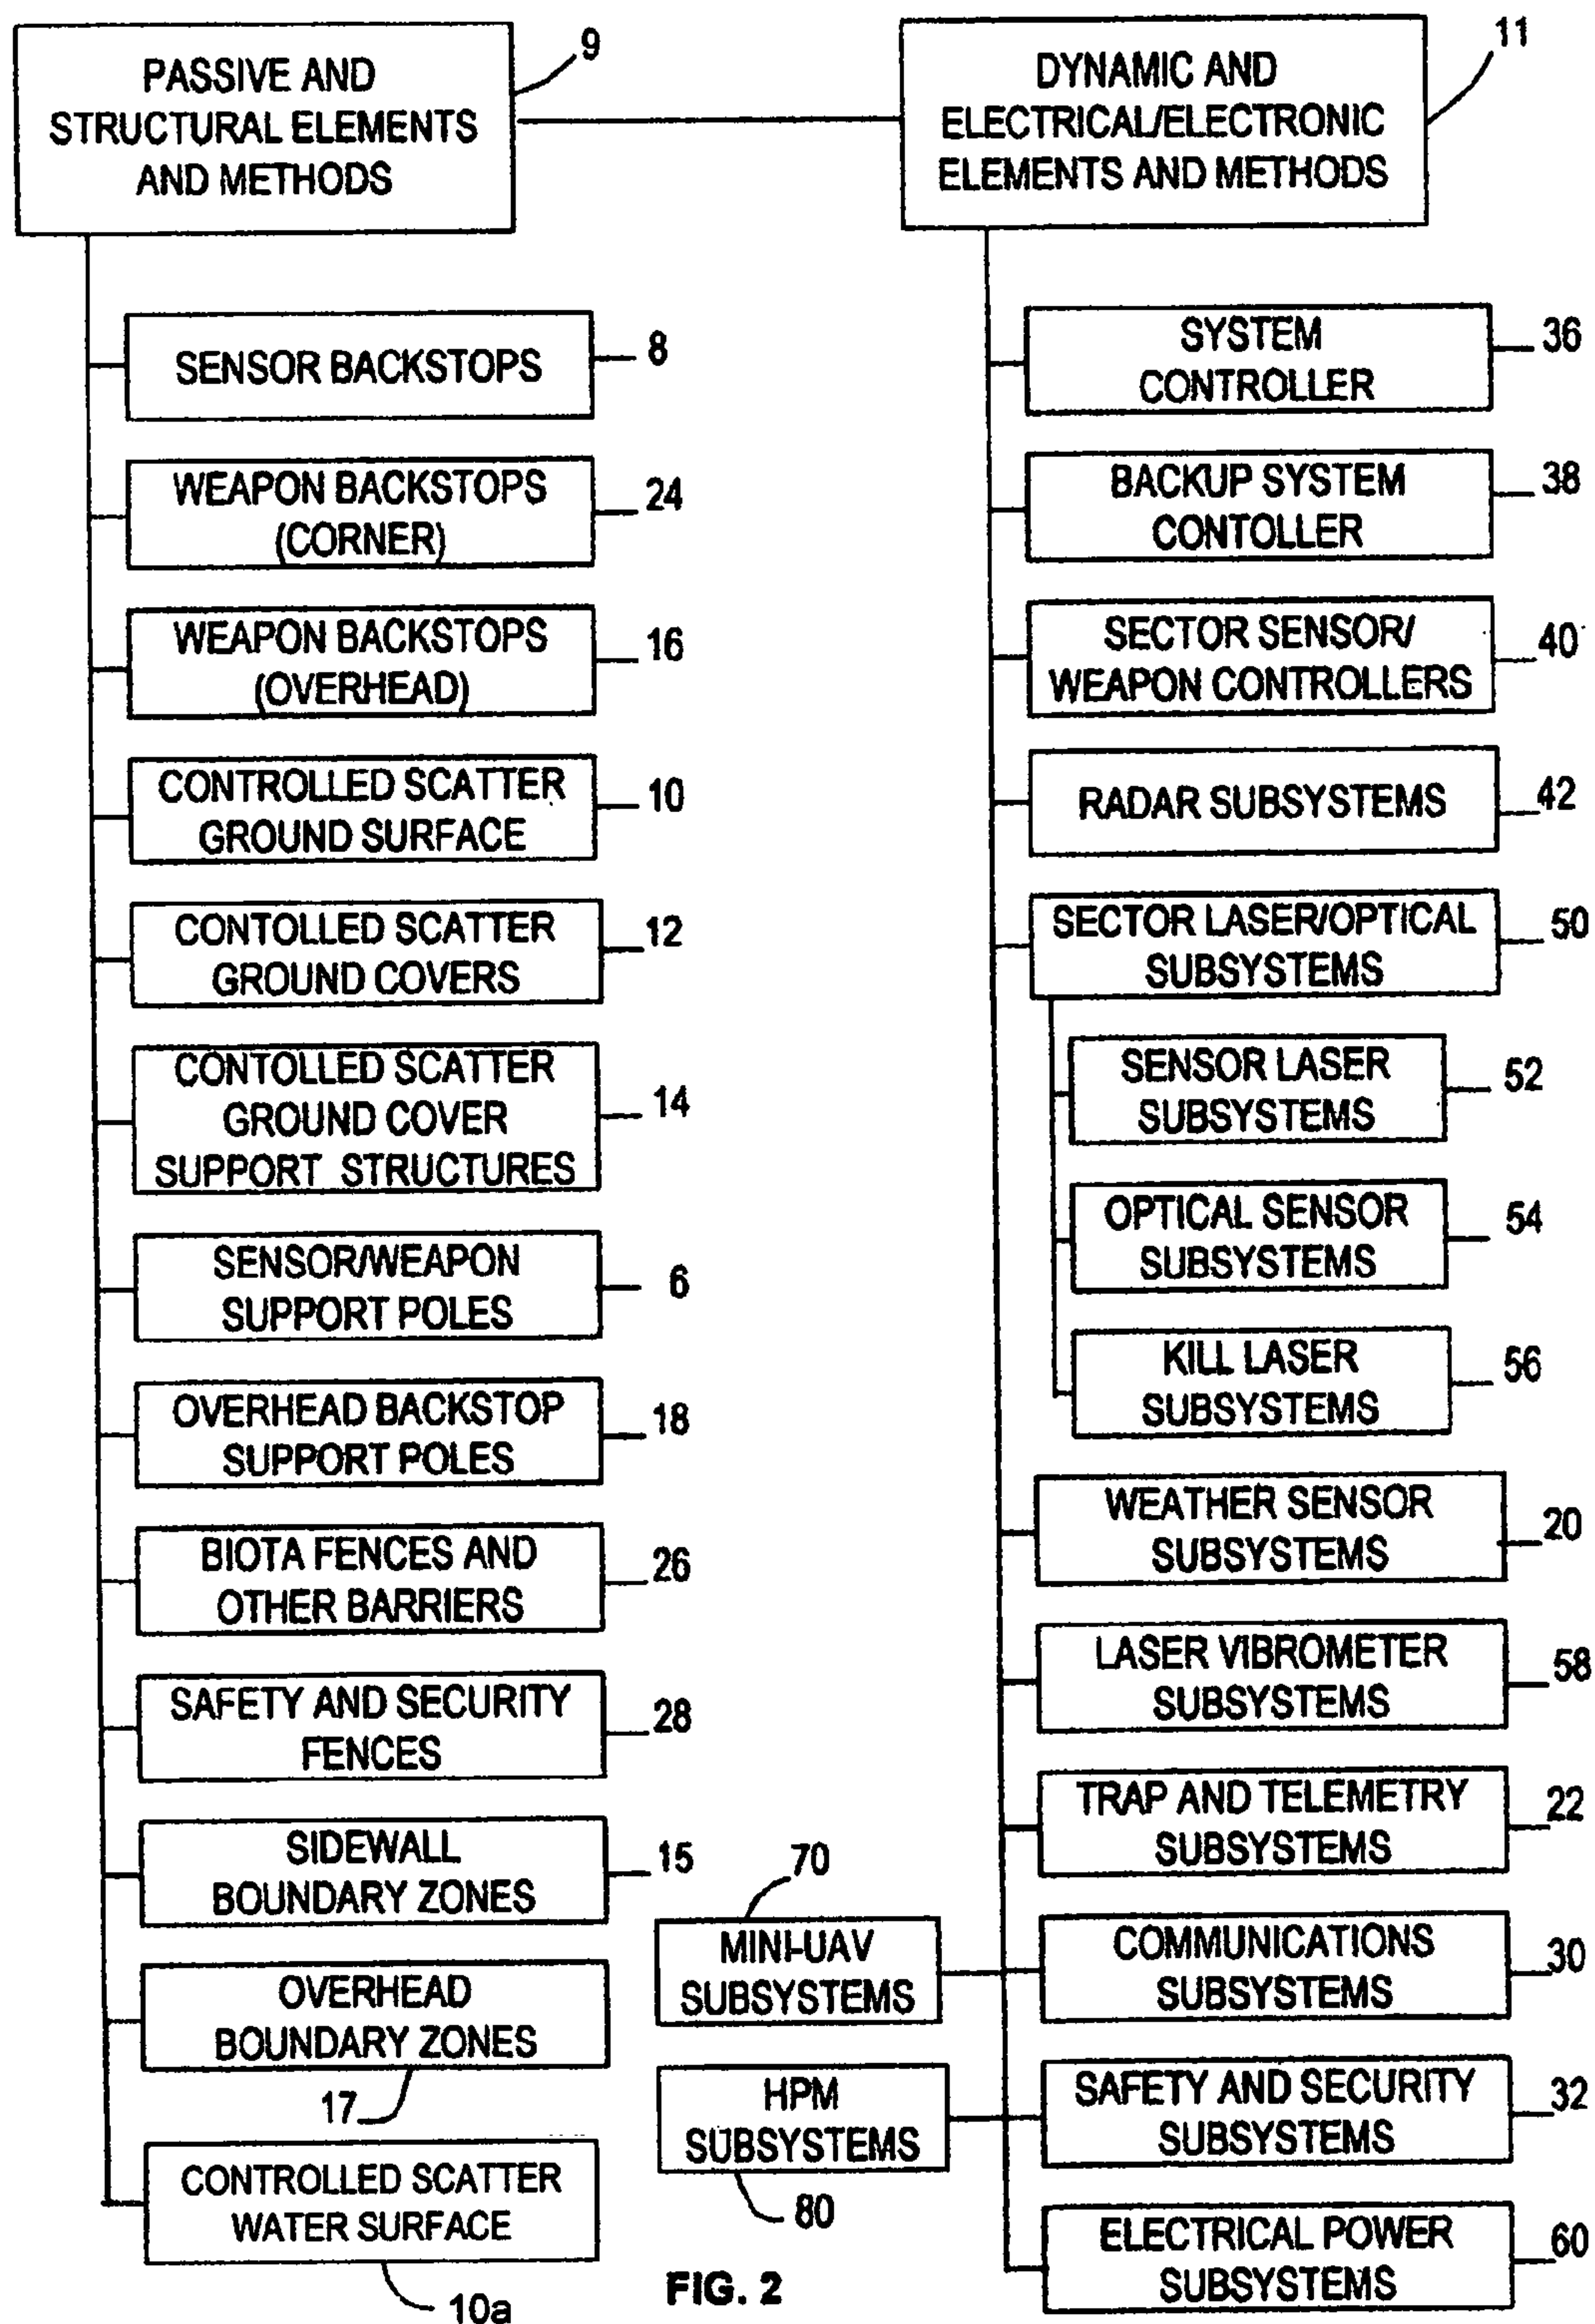 PASSIVE AND
STRUCTURAL ELEMENTS
AND METHODS
9
DYNAMIC AND
ELECTRICAL/ELECTRONIC
ELEMENTS AND METHODS
11
SENSOR BACKSTOPS
8
WEAPON BACKSTOPS
(CORNER)
24
WEAPON BACKSTOPS
(OVERHEAD)
16
CONTROLLED SCATTER
GROUND SURFACE
10
CONTOLLED SCATTER
GROUND COVERS
12
CONTOLLED SCATTER
GROUND COVER
SUPPORT STRUCTURES
14
SENSOR/WEAPON
SUPPORT POLES
6
OVERHEAD BACKSTOP
SUPPORT POLES
18
BIOTA FENCES AND
OTHER BARRIERS
26
SAFETY AND SECURITY
FENCES
28
SIDEWALL
BOUNDARY ZONES
15
OVERHEAD
BOUNDARY ZONES
17
CONTROLLED SCATTER
WATER SURFACE
10a
SYSTEM
CONTROLLER
36
BACKUP SYSTEM
CONTOLLER
38
SECTOR SENSOR/
WEAPON CONTROLLERS
40
RADAR SUBSYSTEMS
42
SECTOR LASER/OPTICAL
SUBSYSTEMS
50
SENSOR LASER
SUBSYSTEMS
52
OPTICAL SENSOR
SUBSYSTEMS
54
KILL LASER
SUBSYSTEMS
56
WEATHER SENSOR
SUBSYSTEMS
20
LASER VIBROMETER
SUBSYSTEMS
58
TRAP AND TELEMETRY
SUBSYSTEMS
22
70
MINI-UAV
SUBSYSTEMS
COMMUNICATIONS
SUBSYSTEMS
30
HPM
SUBSYSTEMS
80
SAFETY AND SECURITY
SUBSYSTEMS
32
ELECTRICAL POWER
SUBSYSTEMS
60
FIG. 2